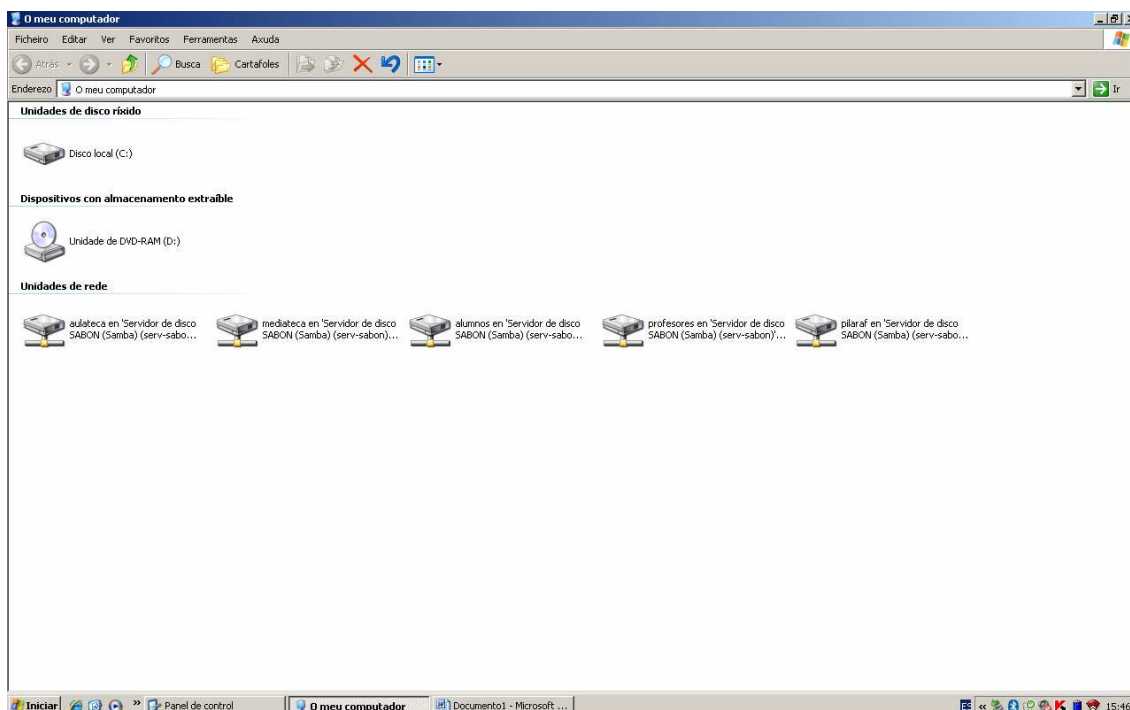 O meu computador
Ficheiro Editar Ver Favoritos Ferramentas Axuda
Atrás Busca Cartafoles
Enderezo O meu computador Ir
Unidades de disco ríxido
Disco local (C:)
Dispositivos con almacenamento extraíble
Unidade de DVD-RAM (D:)
Unidades de rede
aulateca en 'Servidor de disco
SABON (Samba) (serv-sabo...
mediateca en 'Servidor de disco
SABON (Samba) (serv-sabon)...
alumnos en 'Servidor de disco
SABON (Samba) (serv-sabo...
profesores en 'Servidor de disco
SABON (Samba) (serv-sabon)'...
pilaraf en 'Servidor de disco
SABON (Samba) (serv-sabo...
Iniciar » Panel de control O meu computador Documento1 - Microsoft ... ES « K 15:46